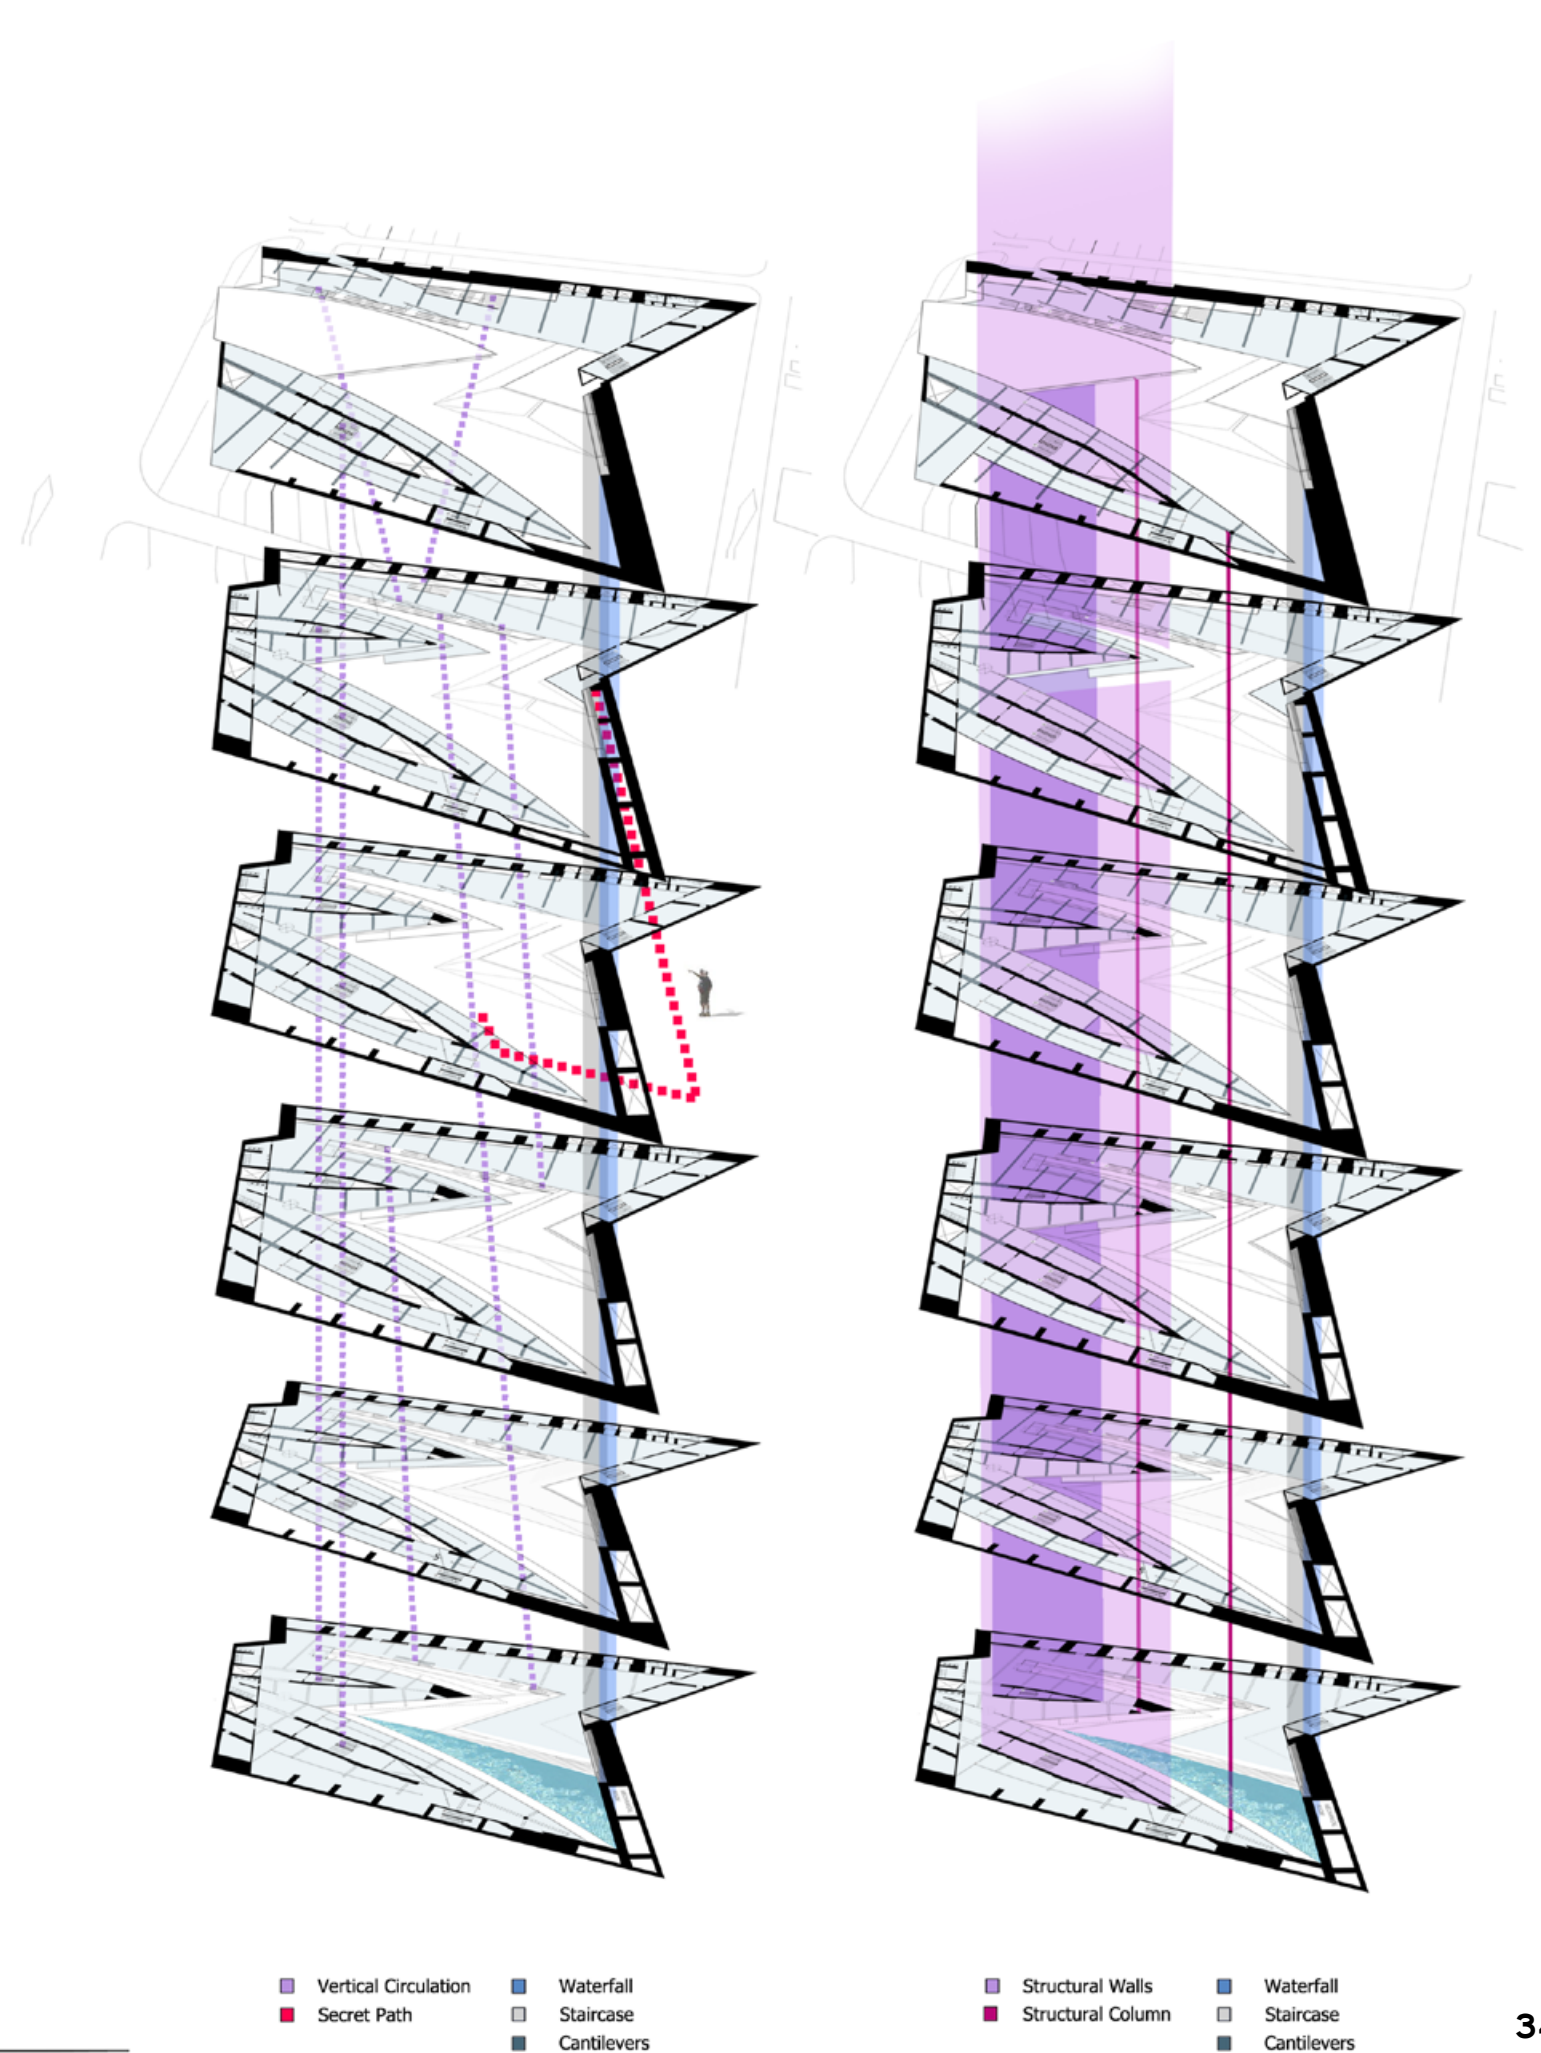 Vertical Circulation
Secret Path
Waterfall
Staircase
Cantilevers
Structural Walls
Structural Column
Waterfall
Staircase
Cantilevers